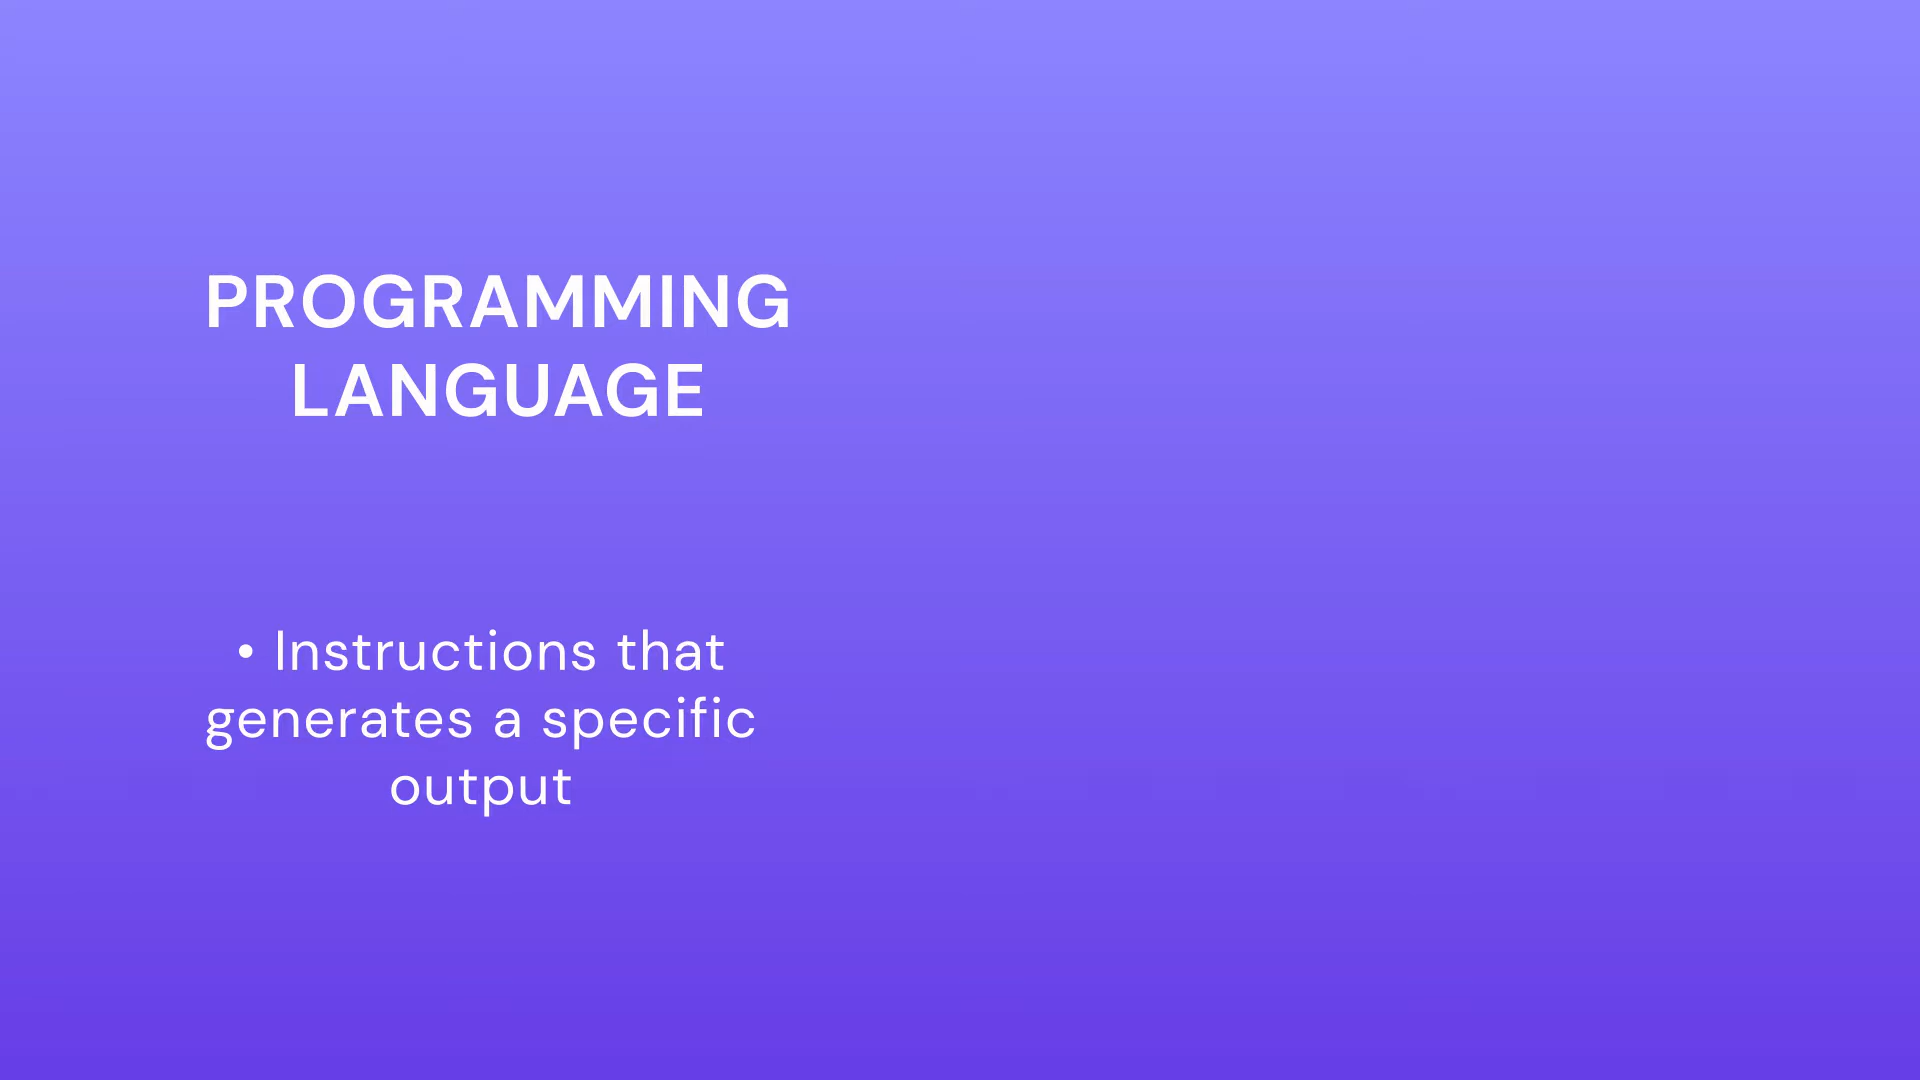 PROGRAMMING
LANGUAGE
• Instructions that
generates a specific
output